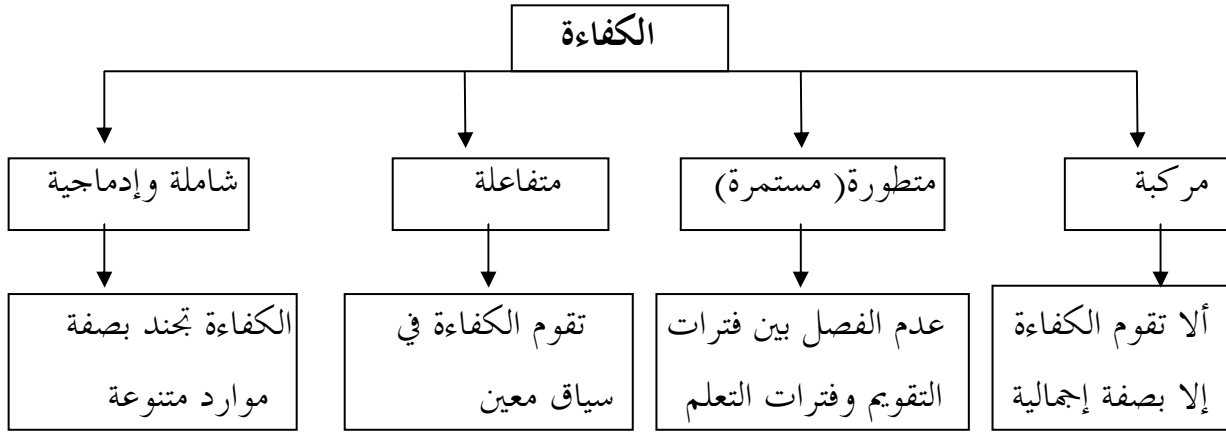 الكفاءة
مركبة
متطورة( مستمرة)
متفاعلة
شاملة وإدماجية
ألا تقوم الكفاءة
إلا بصفة إجمالية
عدم الفصل بين فترات
التقويم وفترات التعلم
تقوم الكفاءة في
سياق معين
الكفاءة تجند بصفة
موارد متنوعة